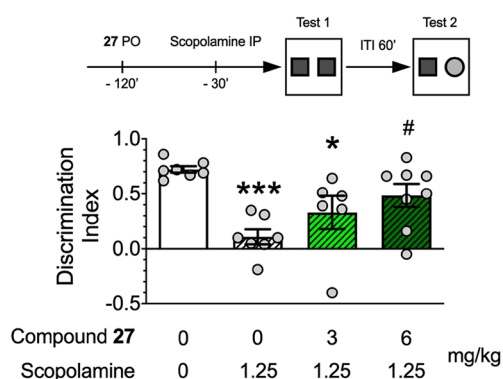 Test 1
Test 2
27 PO
Scopolamine IP
ITI 60'
- 120'
- 30'
Discrimination
Index
1.0
0.5
0.0
-0.5
***
*
#
Compound 27 0 0 3 6
mg/kg
Scopolamine 0 1.25 1.25 1.25